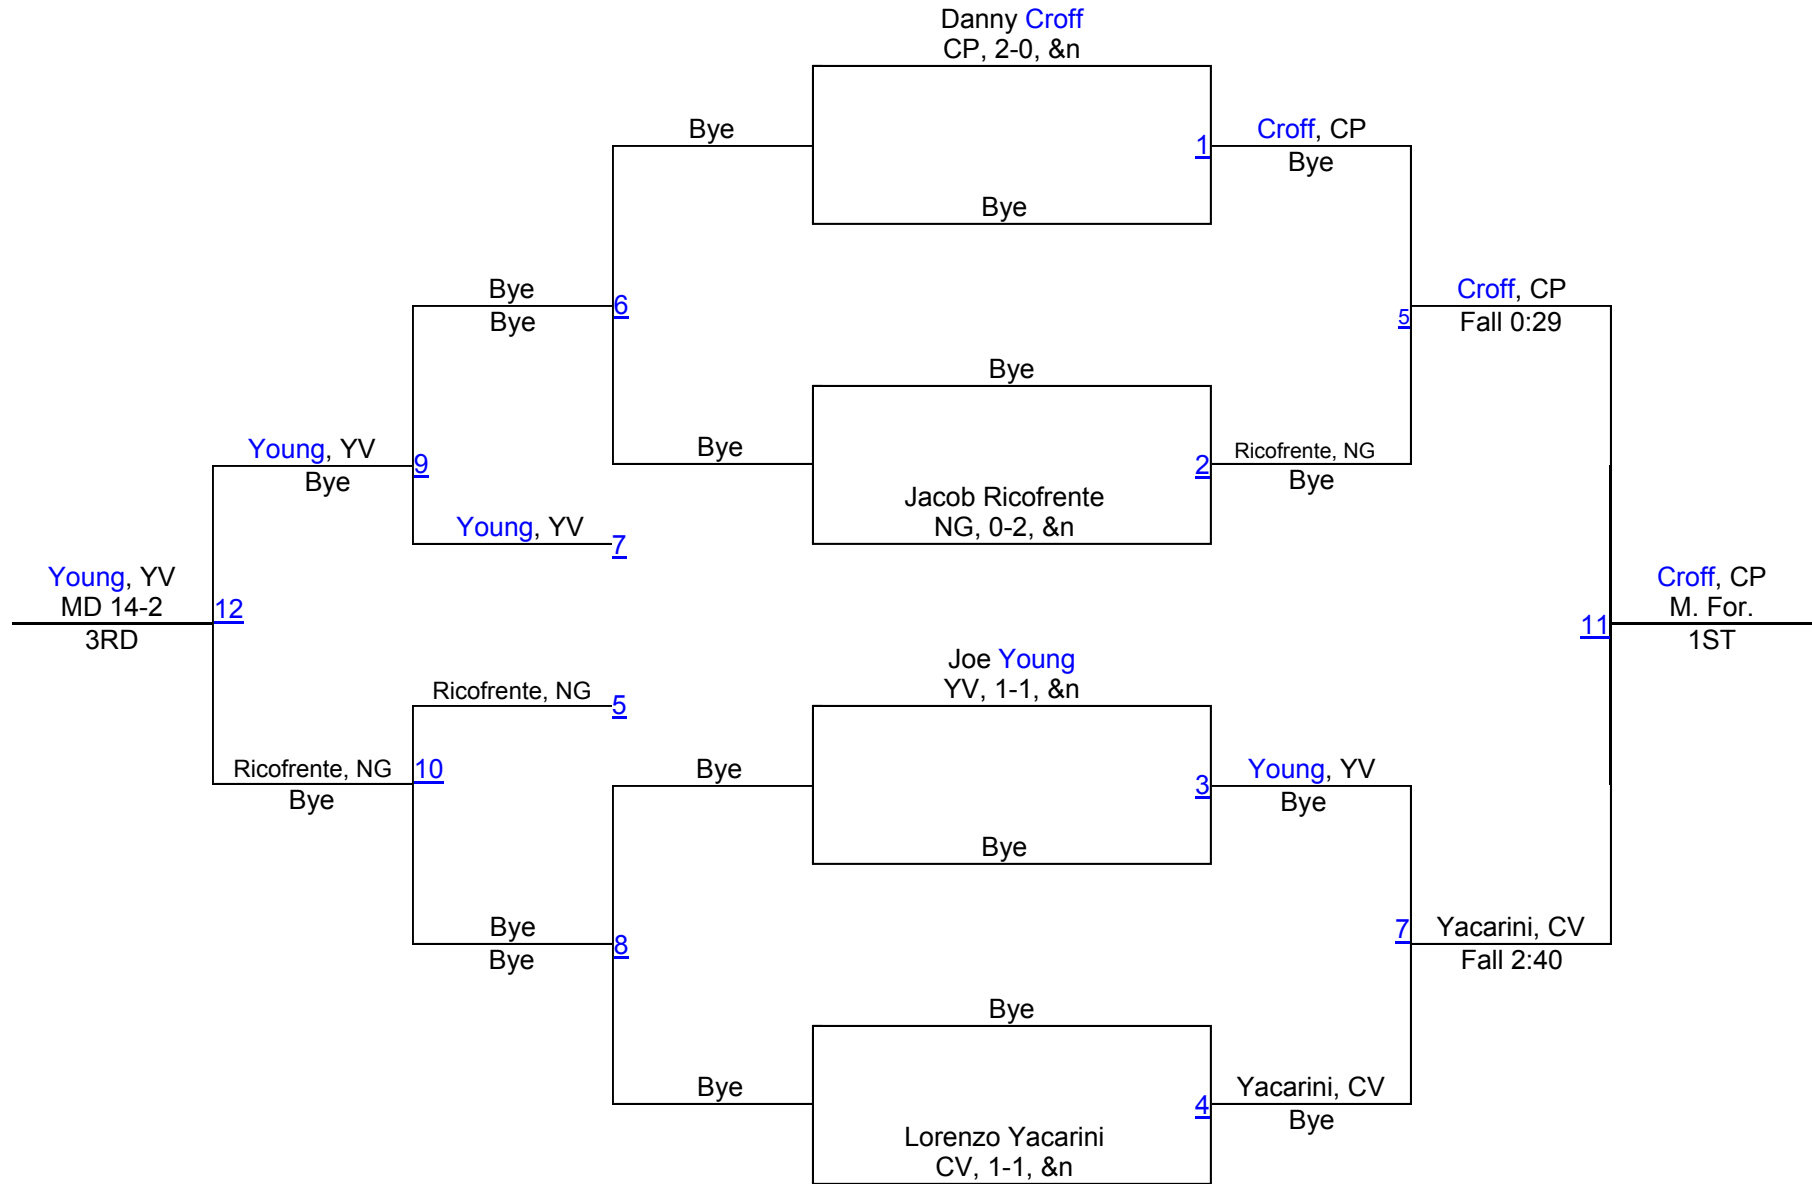 Danny Croff
CP, 2-0, &n
Bye
1
Croff, CP
Bye
Bye
Bye
Bye
6
5
Croff, CP
Fall 0:29
Bye
Bye
2
Ricofrente, NG
Bye
Jacob Ricofrente
NG, 0-2, &n
Young, YV
Bye
9
Young, YV
7
Young, YV
MD 14-2
3RD
12
11
Croff, CP
M. For.
1ST
Joe Young
YV, 1-1, &n
Ricofrente, NG
5
Ricofrente, NG
Bye
10
Bye
3
Young, YV
Bye
Bye
Bye
Bye
8
7
Yacarini, CV
Fall 2:40
Bye
Bye
4
Yacarini, CV
Bye
Lorenzo Yacarini
CV, 1-1, &n